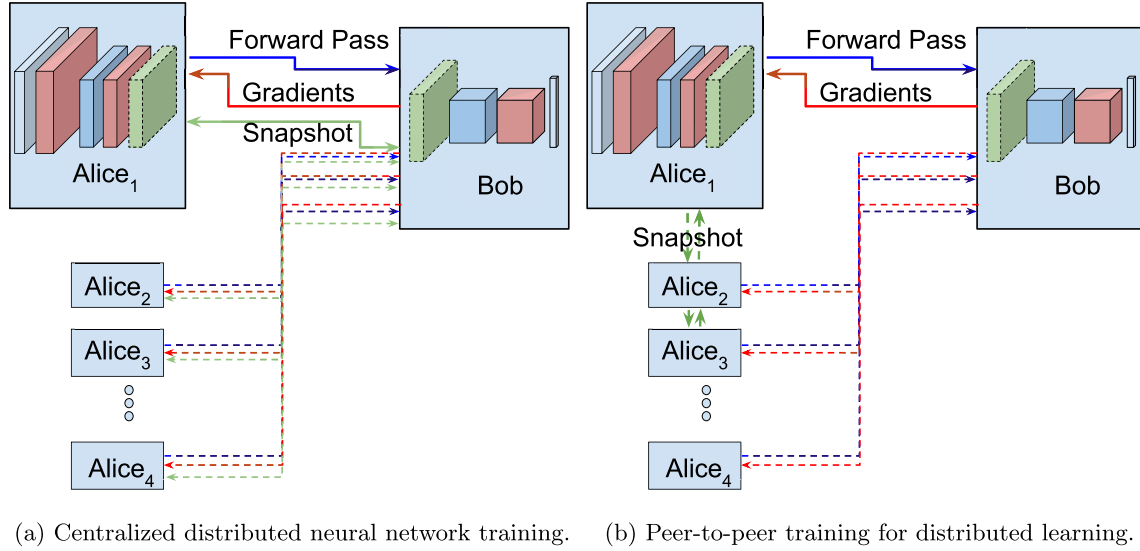 Forward Pass
Gradients
Snapshot
Alice1
Bob
Alice2
Alice3
Alice4
(a) Centralized distributed neural network training.
Forward Pass
Gradients
Alice1
Bob
Snapshot
Alice2
Alice3
Alice4
(b) Peer-to-peer training for distributed learning.